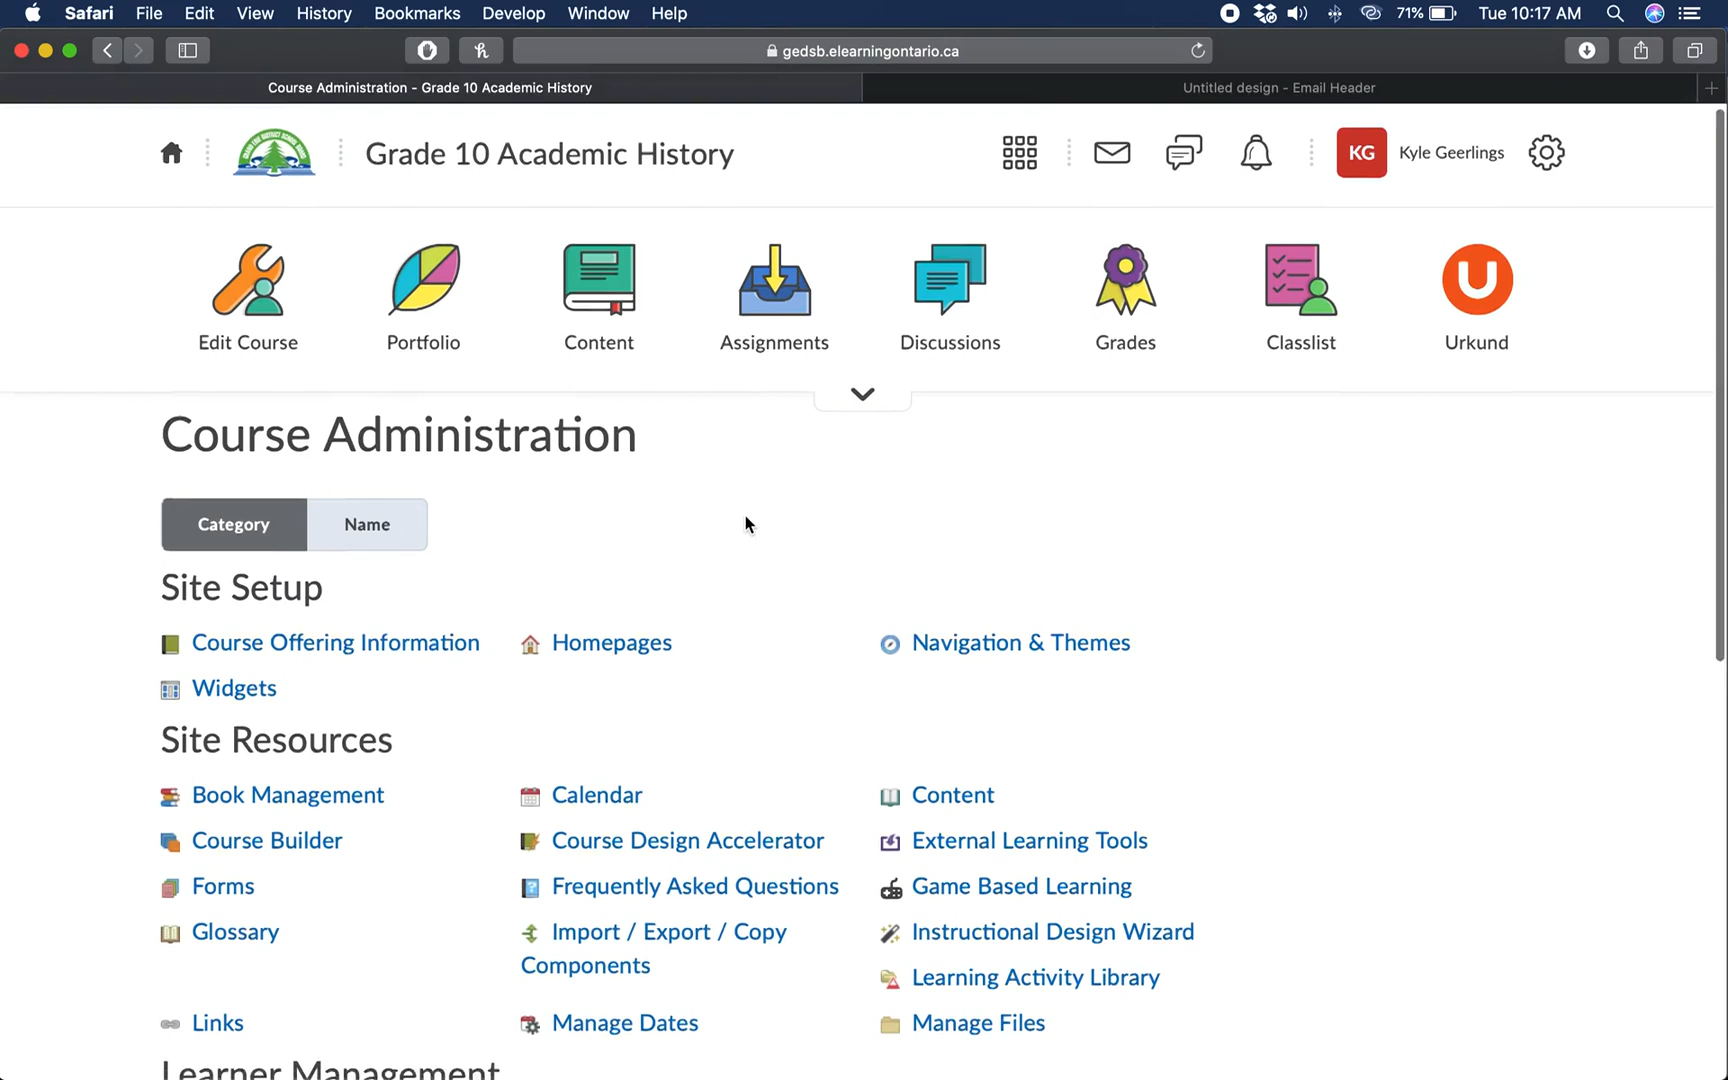 Safari File Edit View History Bookmarks Develop Window Help 71% Tue 10:17 AM
gedsb.elearningontario.ca
Course Administration - Grade 10 Academic History Untitled design - Email Header
Grade 10 Academic History KG Kyle Geerlings
Edit Course Portfolio Content Assignments Discussions Grades Classlist Urkund
Course Administration
Category Name
Site Setup
Course Offering Information Homepages Navigation & Themes
Widgets
Site Resources
Book Management Calendar Content
Course Builder Course Design Accelerator External Learning Tools
Forms Frequently Asked Questions Game Based Learning
Glossary Import / Export / Copy Instructional Design Wizard
Components
Learning Activity Library
Links Manage Dates Manage Files
Learner Management